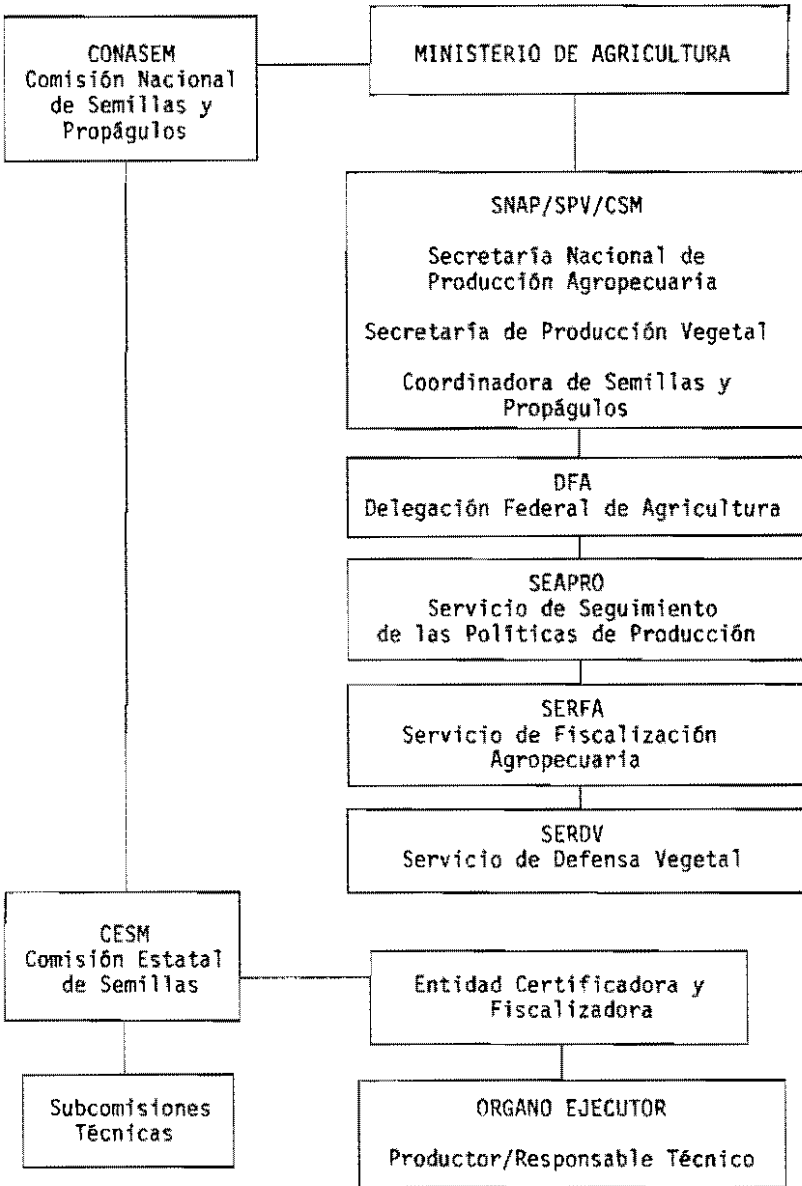 CONASEM
Comisión Nacional
de Semillas y
Propágulos
MINISTERIO DE AGRICULTURA
SNAP/SPV/CSM
Secretaría Nacional de
Producción Agropecuaria
Secretaría de Producción Vegetal
Coordinadora de Semillas y
Propágulos
DFA
Delegación Federal de Agricultura
SEAPRO
Servicio de Seguimiento
de las Políticas de Producción
SERFA
Servicio de Fiscalización
Agropecuaria
SERDV
Servicio de Defensa Vegetal
CESM
Comisión Estatal
de Semillas
Entidad Certificadora y
Fiscalizadora
Subcomisiones
Técnicas
ORGANO EJECUTOR
Productor/Responsable Técnico